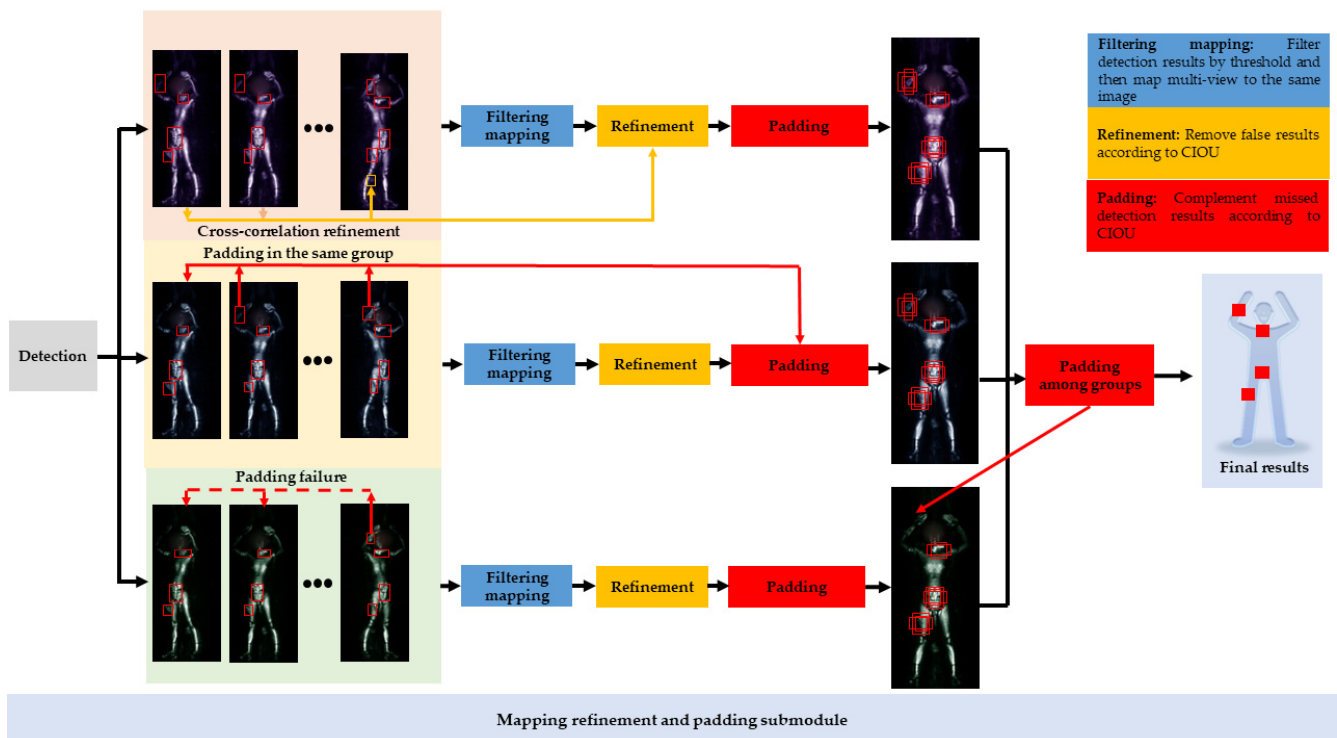 Filtering mapping: Filter
detection results by threshold and
then map multi-view to the same
image
Refinement: Remove false results
according to CIOU
Padding: Complement missed
detection results according to
CIOU
Filtering
mapping
Refinement
Padding
Cross-correlation refinement
Padding in the same group
Detection
Filtering
mapping
Refinement
Padding
Padding
among groups
Final results
Padding failure
Filtering
mapping
Refinement
Padding
Mapping refinement and padding submodule